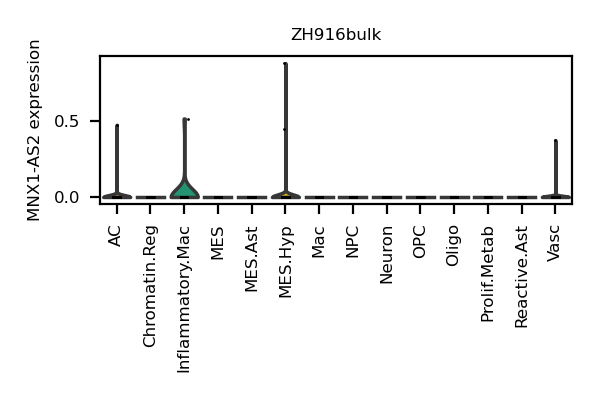 ZH916bulk
MNX1-AS2 expression
0.5
0.0
AC
Chromatin.Reg
Inflammatory.Mac
MES
MES.Ast
MES.Hyp
Mac
NPC
Neuron
OPC
Oligo
Prolif.Metab
Reactive.Ast
Vasc